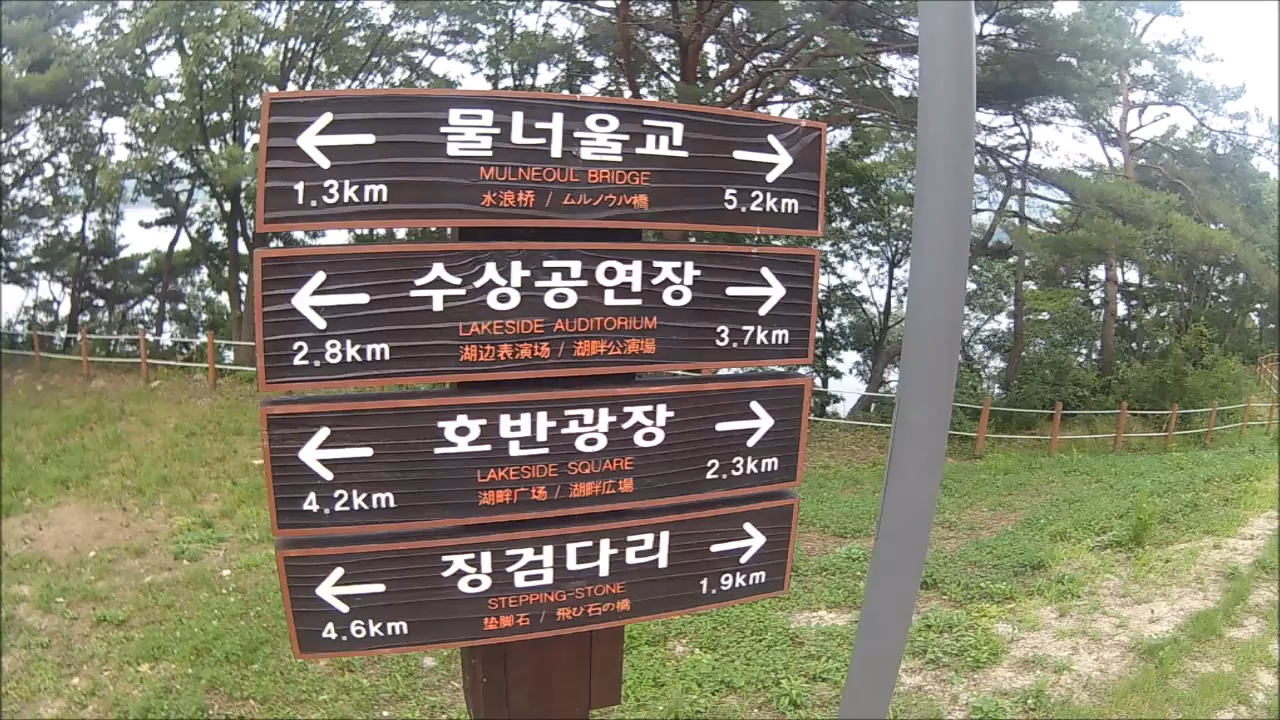 물너울교
MULNEOUL BRIDGE
1.3km
水浪桥 / ムルノウル橋
5.2km
수상공연장
LAKESIDE AUDITORIUM
2.8km
湖边表演场 / 湖畔公演場
3.7km
호반광장
LAKESIDE SQUARE
4.2km
湖畔广场 / 湖畔広場
2.3km
징검다리
STEPPING-STONE
4.6km
垫脚石 / 飛び石の橋
1.9km